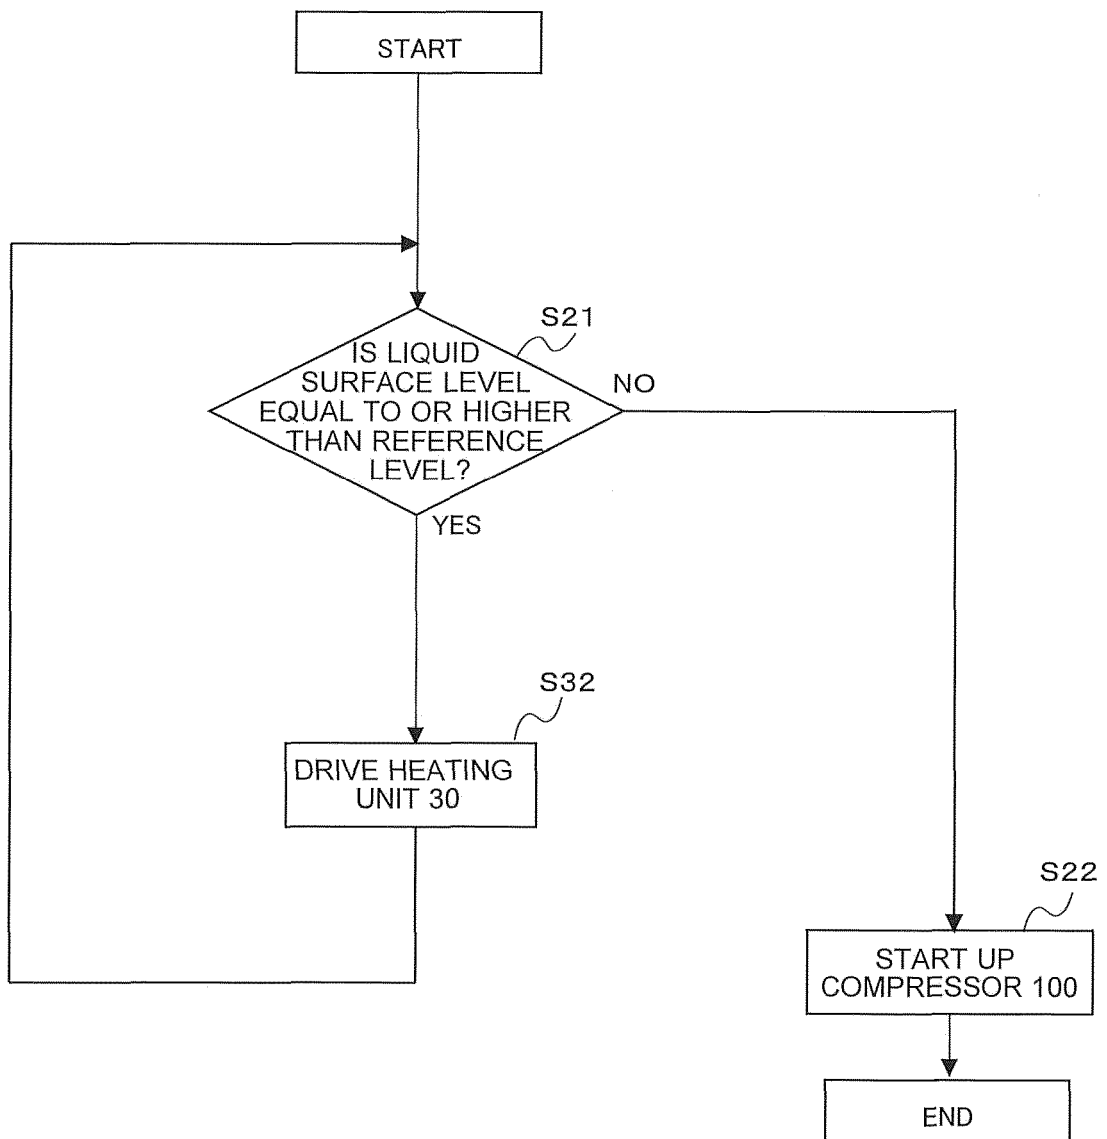 START
S21
IS LIQUID
SURFACE LEVEL
EQUAL TO OR HIGHER
THAN REFERENCE
LEVEL?
NO
YES
S32
DRIVE HEATING
UNIT 30
S22
START UP
COMPRESSOR 100
END